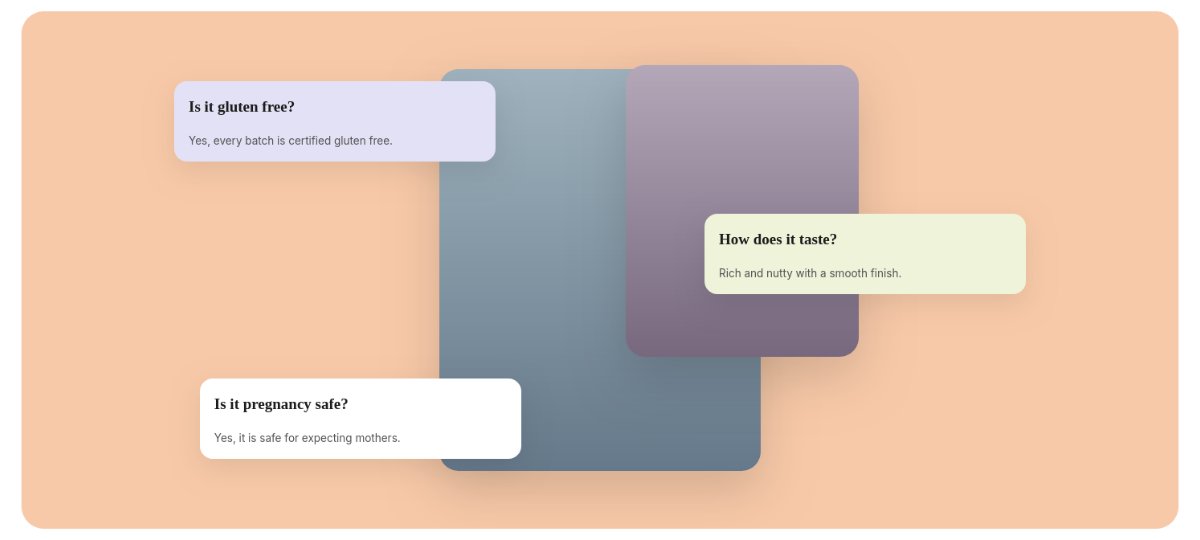 Is it gluten free?
Yes, every batch is certified gluten free.
How does it taste?
Rich and nutty with a smooth finish.
Is it pregnancy safe?
Yes, it is safe for expecting mothers.